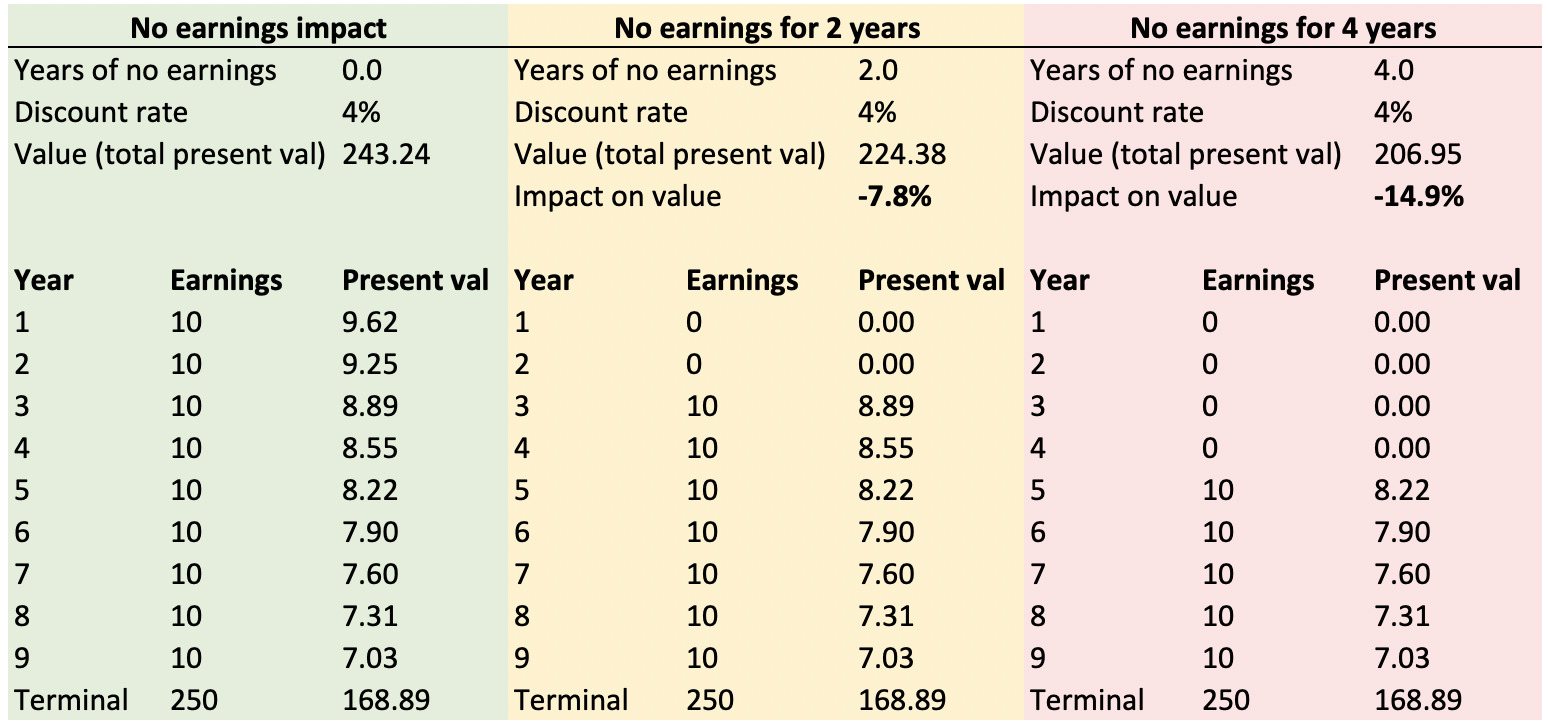 No earnings impact No earnings for 2 years No earnings for 4 years
Years of no earnings 0.0 Years of no earnings 2.0 Years of no earnings 4.0
Discount rate 4% Discount rate 4% Discount rate 4%
Value (total present val) 243.24 Value (total present val) 224.38 Value (total present val) 206.95
Impact on value -7.8% Impact on value -14.9%
Year Earnings Present val Year Earnings Present val Year Earnings Present val
1 10 9.62 1 0 0.00 1 0 0.00
2 10 9.25 2 0 0.00 2 0 0.00
3 10 8.89 3 10 8.89 3 0 0.00
4 10 8.55 4 10 8.55 4 0 0.00
5 10 8.22 5 10 8.22 5 10 8.22
6 10 7.90 6 10 7.90 6 10 7.90
7 10 7.60 7 10 7.60 7 10 7.60
8 10 7.31 8 10 7.31 8 10 7.31
9 10 7.03 9 10 7.03 9 10 7.03
Terminal 250 168.89 Terminal 250 168.89 Terminal 250 168.89